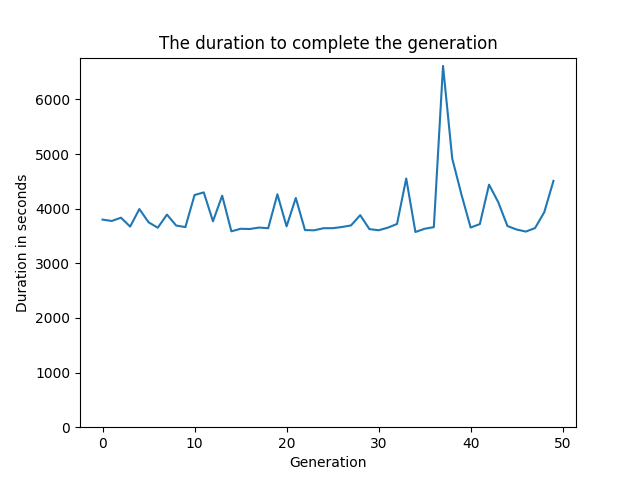 The duration to complete the generation
Duration in seconds
6000
5000
4000
3000
2000
1000
0
0 10 20 30 40 50
Generation